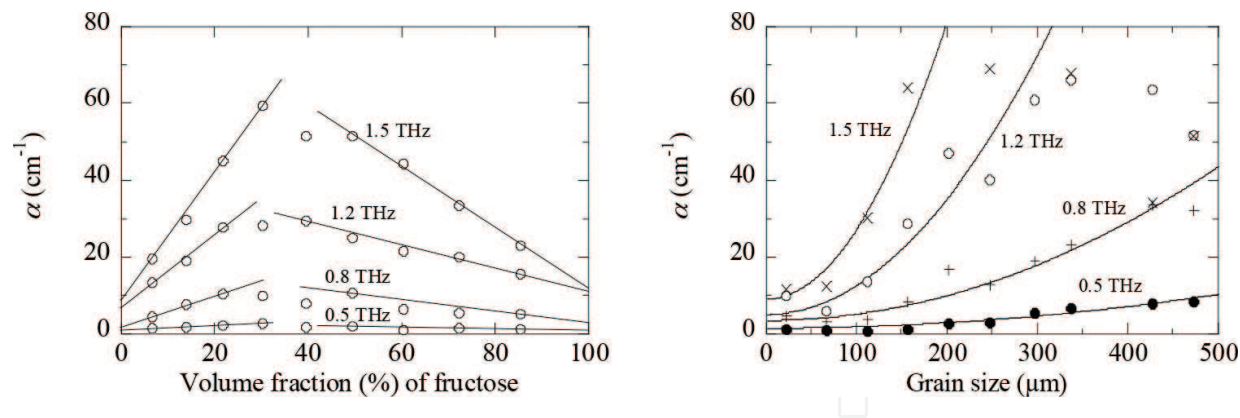 80
60
40
20
0
α (cm⁻¹)
1.5 THz
1.2 THz
0.8 THz
0.5 THz
0 20 40 60 80 100
Volume fraction (%) of fructose
80
60
40
20
0
α (cm⁻¹)
1.5 THz
1.2 THz
0.8 THz
0.5 THz
0 100 200 300 400 500
Grain size (μm)